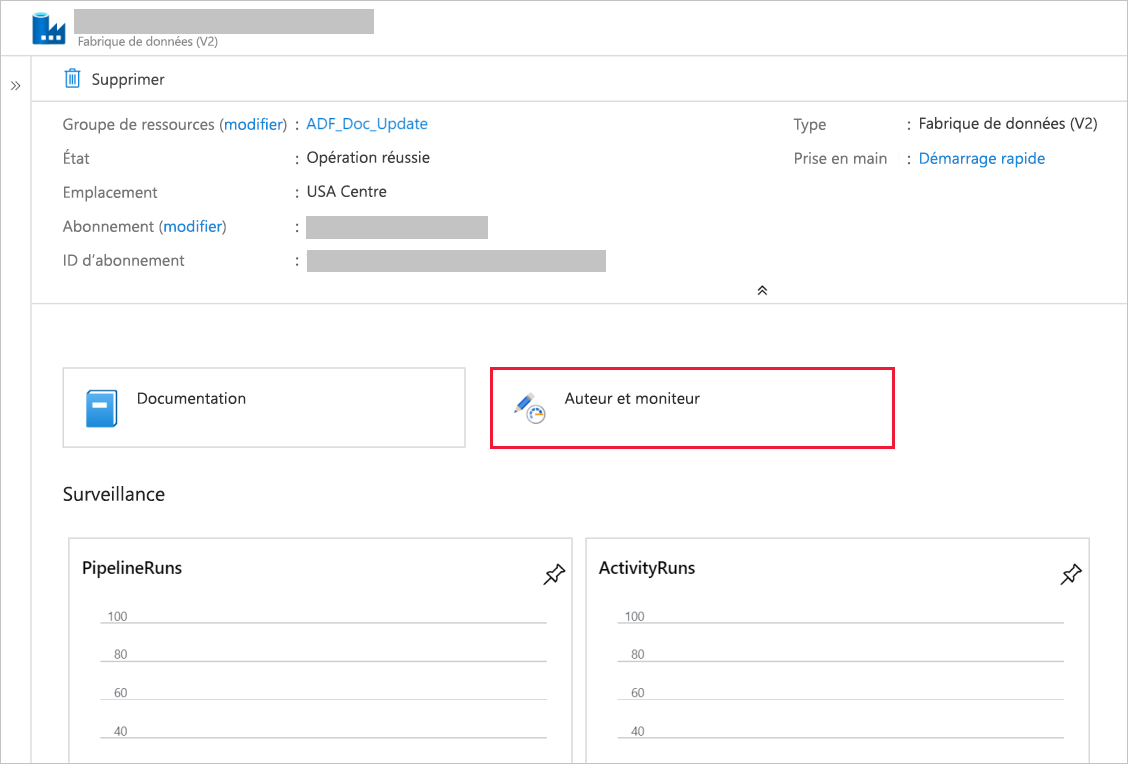 Fabrique de données (V2)
»
Supprimer
Groupe de ressources (modifier) : ADF_Doc_Update
Type : Fabrique de données (V2)
État : Opération réussie
Prise en main : Démarrage rapide
Emplacement : USA Centre
Abonnement (modifier) :
ID d’abonnement :
Documentation
Auteur et moniteur
Surveillance
PipelineRuns
100
80
60
40
ActivityRuns
100
80
60
40